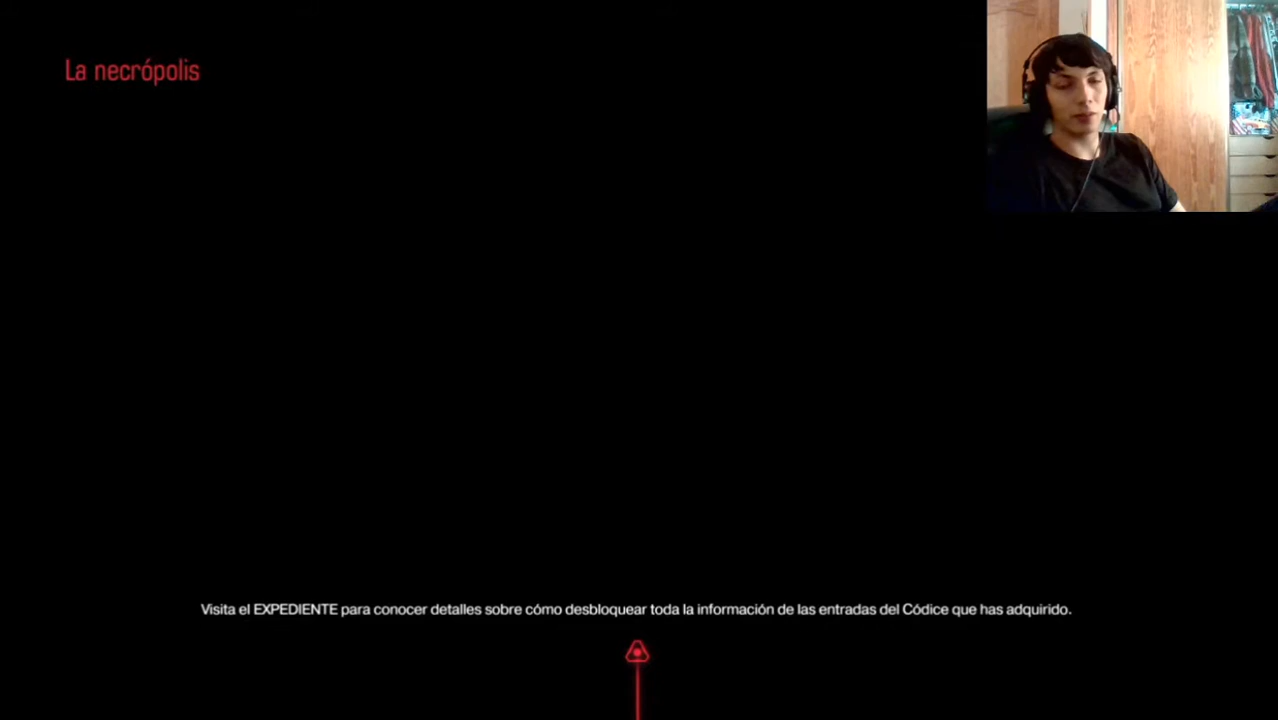 La necrópolis
Visita el EXPEDIENTE para conocer detalles sobre cómo desbloquear toda la información de las entradas del Códice que has adquirido.